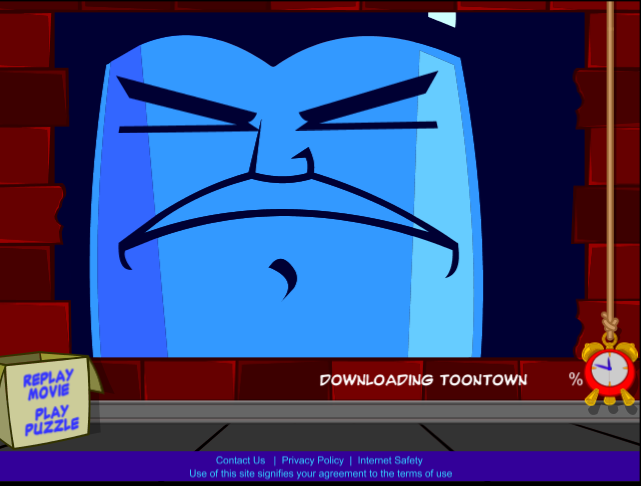 DOWNLOADING TOONTOWN %
REPLAY
MOVIE
PLAY
PUZZLE
Contact Us | Privacy Policy | Internet Safety
Use of this site signifies your agreement to the terms of use